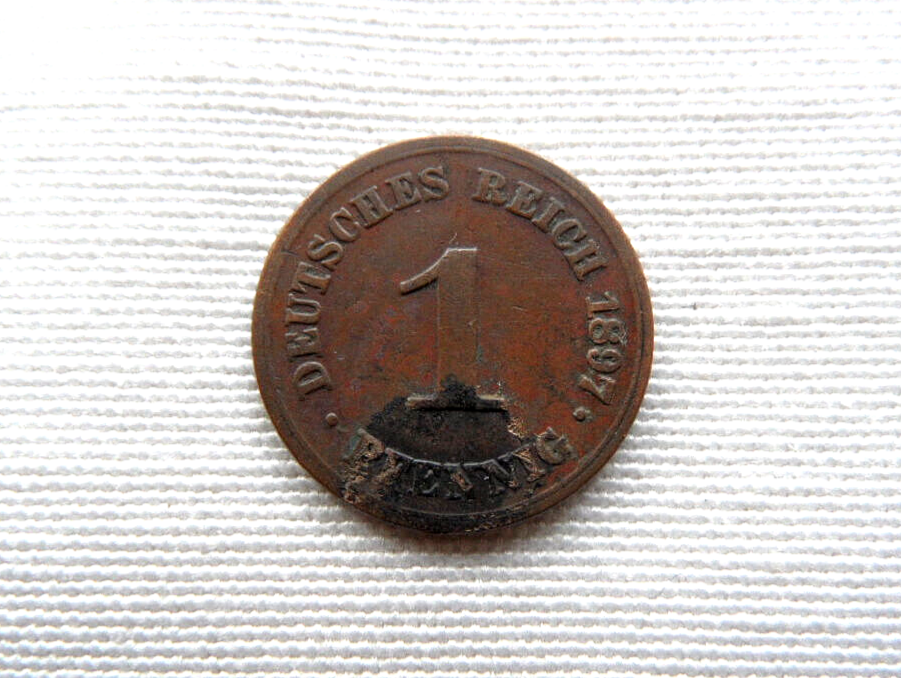 DEUTSCHES REICH 1897
1
PFENNIG